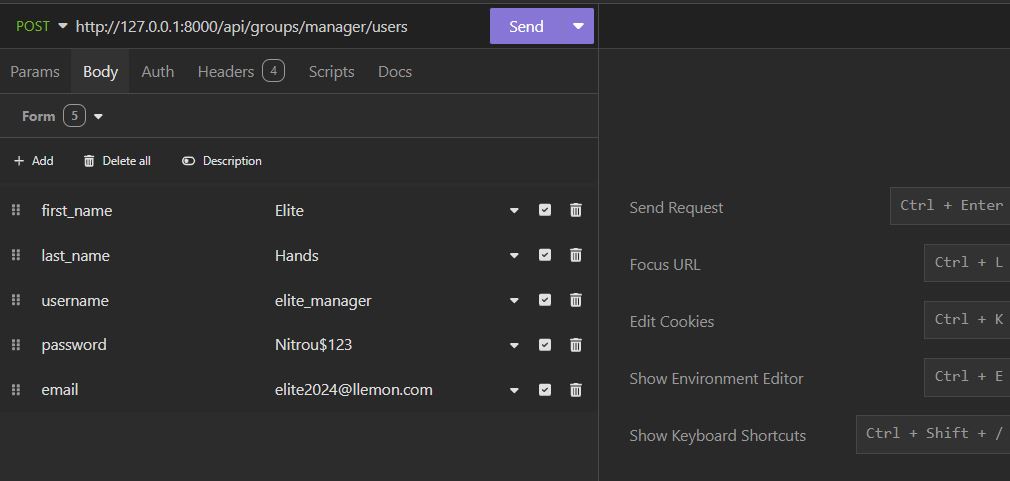 POST http://127.0.0.1:8000/api/groups/manager/users Send
Params Body Auth Headers 4 Scripts Docs
Form 5
+ Add Delete all Description
first_name Elite
last_name Hands
username elite_manager
password Nitrou$123
email elite2024@llemon.com
Send Request Ctrl + Enter
Focus URL Ctrl + L
Edit Cookies Ctrl + K
Show Environment Editor Ctrl + E
Show Keyboard Shortcuts Ctrl + Shift + /